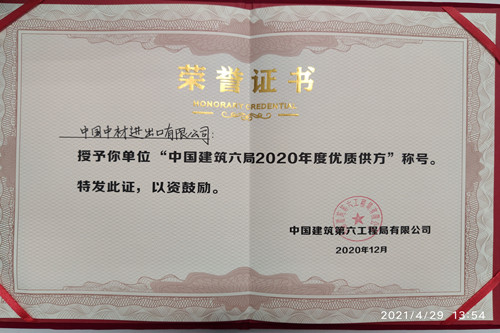 荣誉证书
HONORARY CREDENTIAL
中国中材进出口有限公司:
授予你单位“中国建筑六局2020年度优质供方”称号。
特发此证，以资鼓励。
中国建筑第六工程局有限公司
2020年12月
2021/4/29 13:54